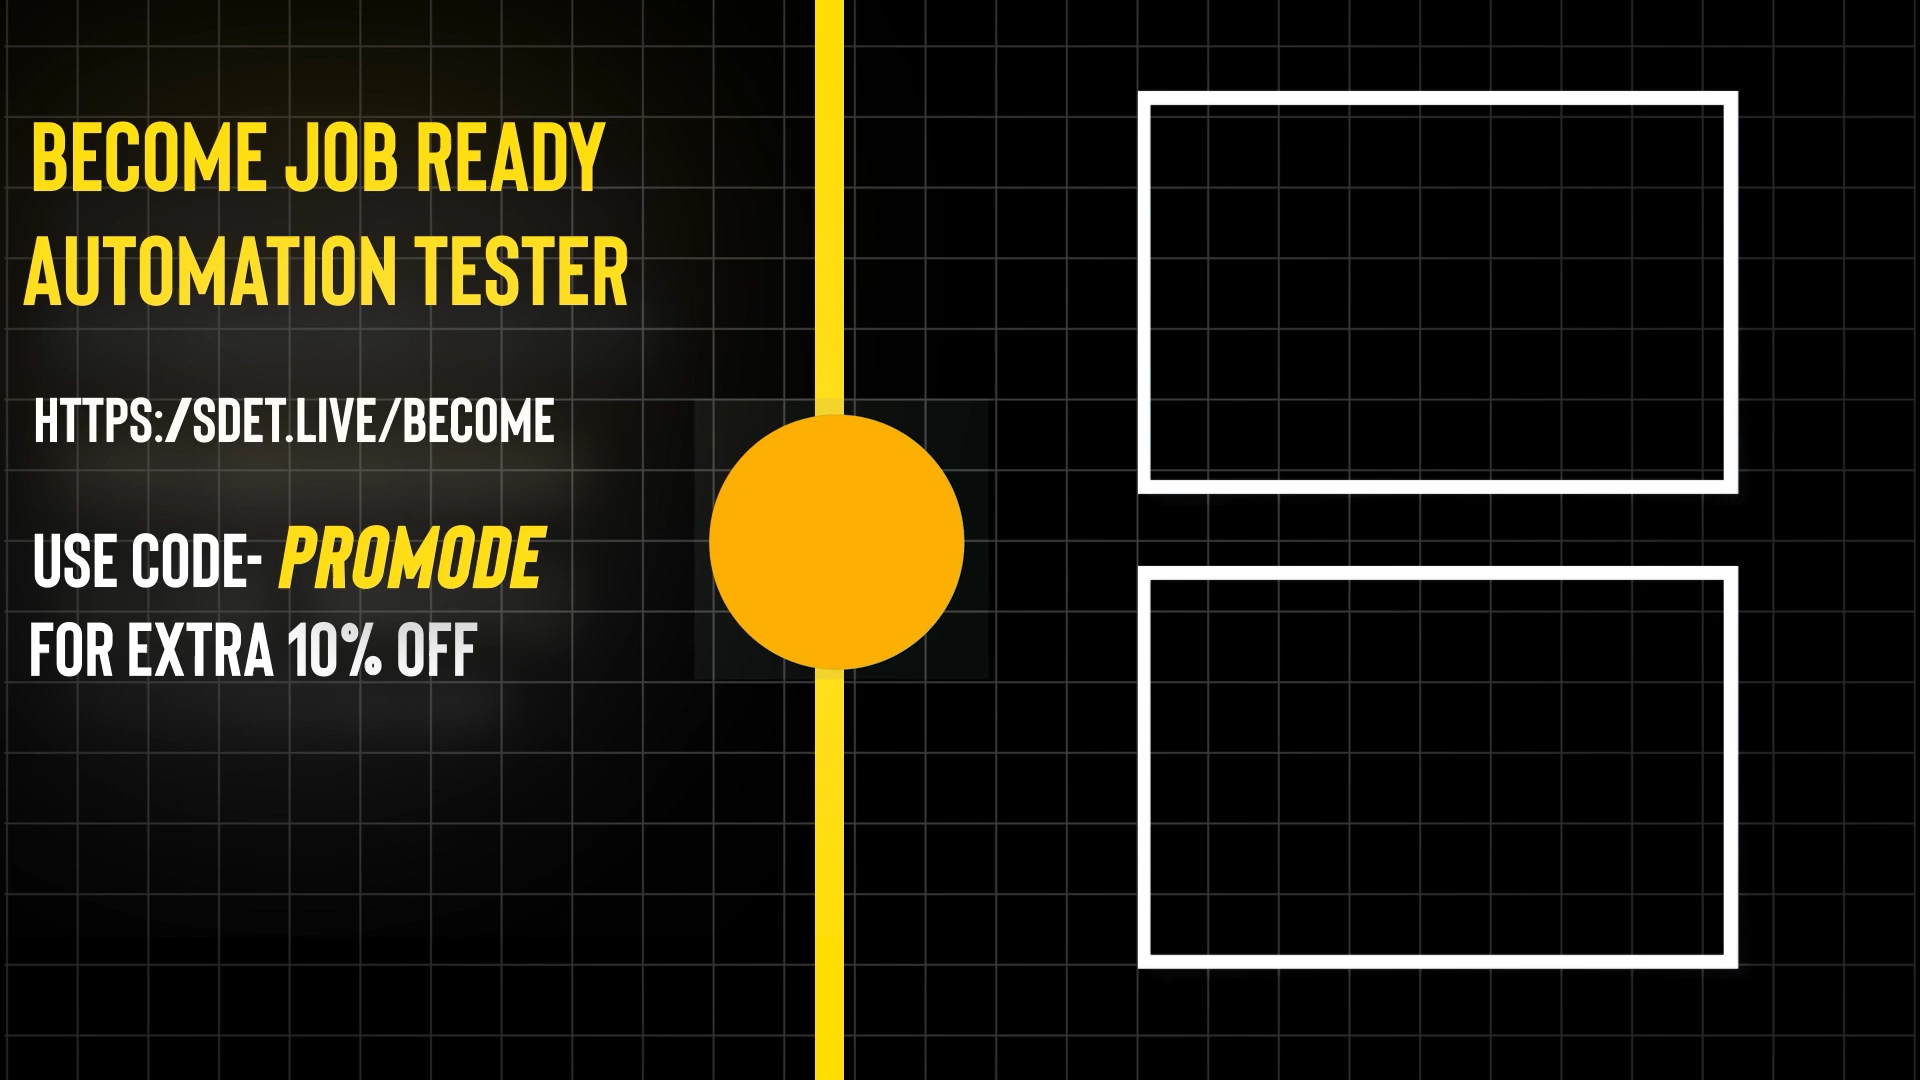 BECOME JOB READY
AUTOMATION TESTER
HTTPS://SDET.LIVE/BECOME
USE CODE- PROMODE
FOR EXTRA 10% OFF